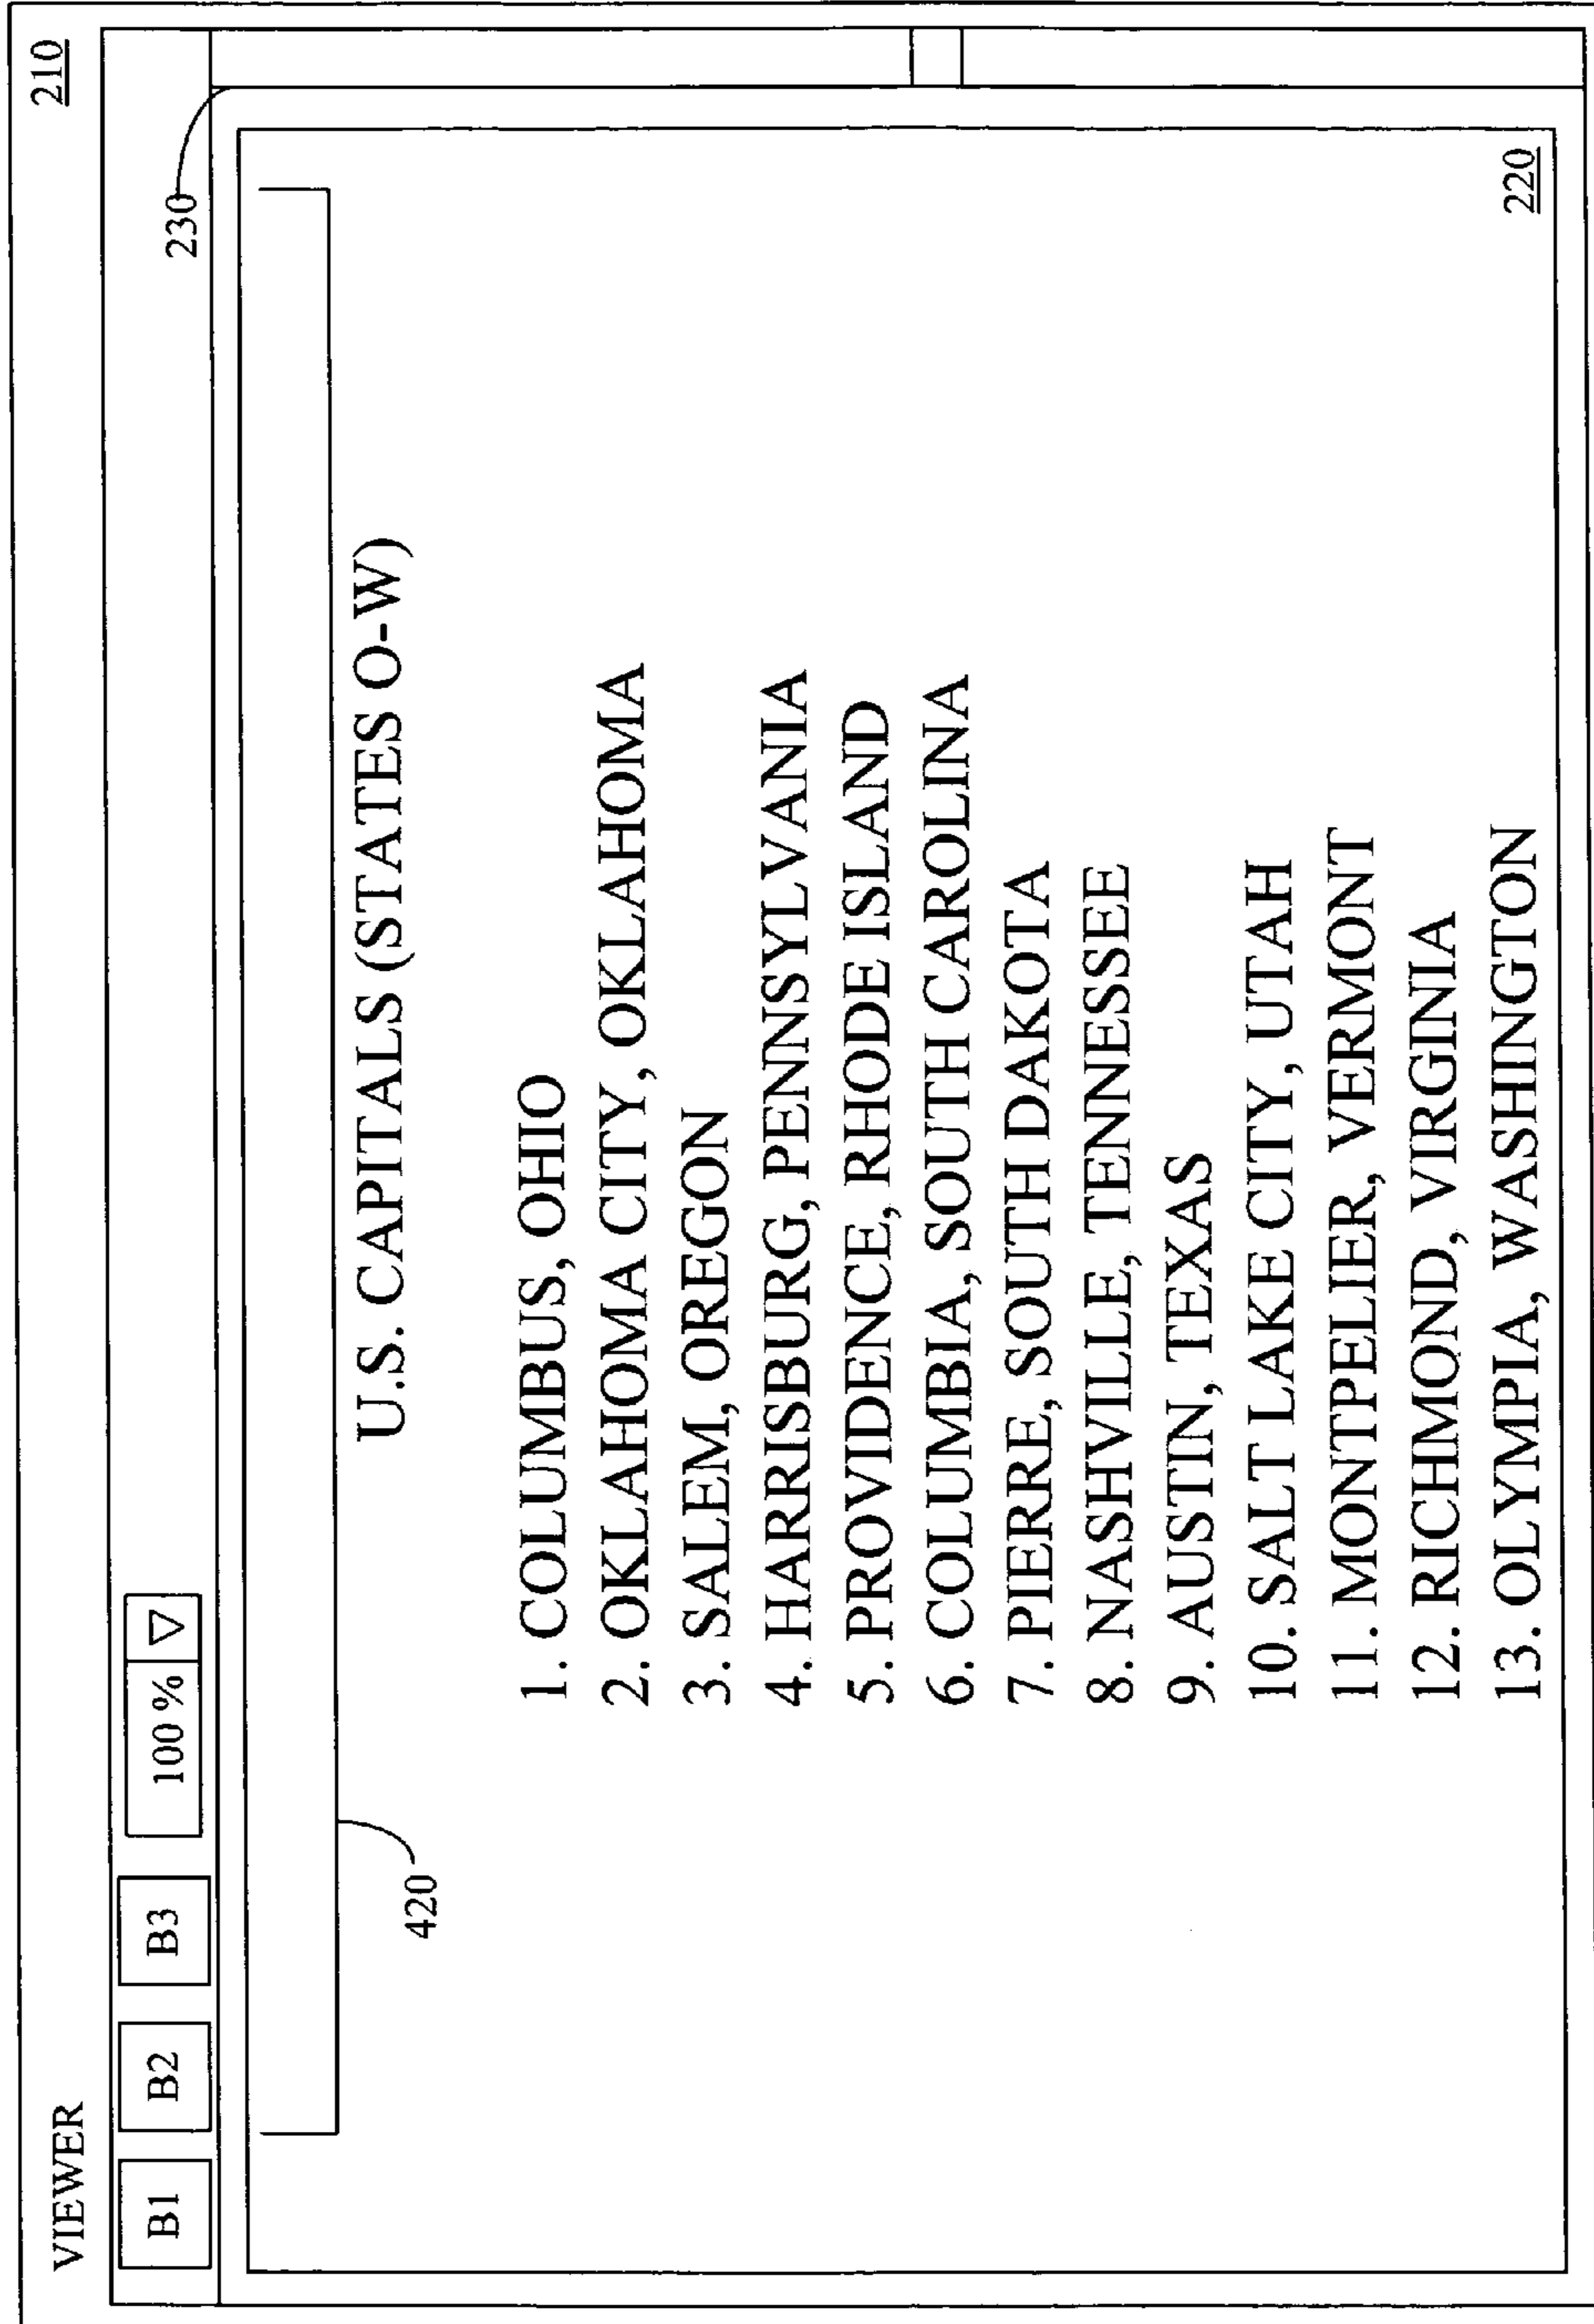 VIEWER
210
B1 B2 B3 100 %
230
420
U.S. CAPITALS (STATES O-W)
1. COLUMBUS, OHIO
2. OKLAHOMA CITY, OKLAHOMA
3. SALEM, OREGON
4. HARRISBURG, PENNSYLVANIA
5. PROVIDENCE, RHODE ISLAND
6. COLUMBIA, SOUTH CAROLINA
7. PIERRE, SOUTH DAKOTA
8. NASHVILLE, TENNESSEE
9. AUSTIN, TEXAS
10. SALT LAKE CITY, UTAH
11. MONTPELIER, VERMONT
12. RICHMOND, VIRGINIA
13. OLYMPIA, WASHINGTON
220